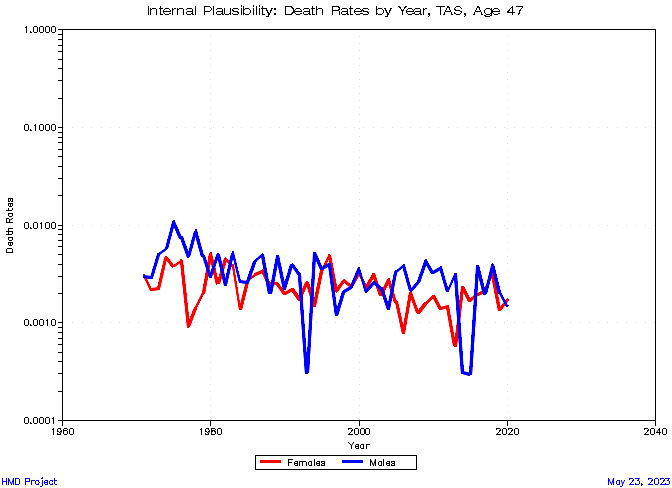 Internal Plausibility: Death Rates by Year, TAS, Age 47
1.0000
0.1000
0.0100
0.0010
0.0001
Death Rates
1960 1980 2000 2020 2040
Year
Females Males
HMD Project May 23, 2023